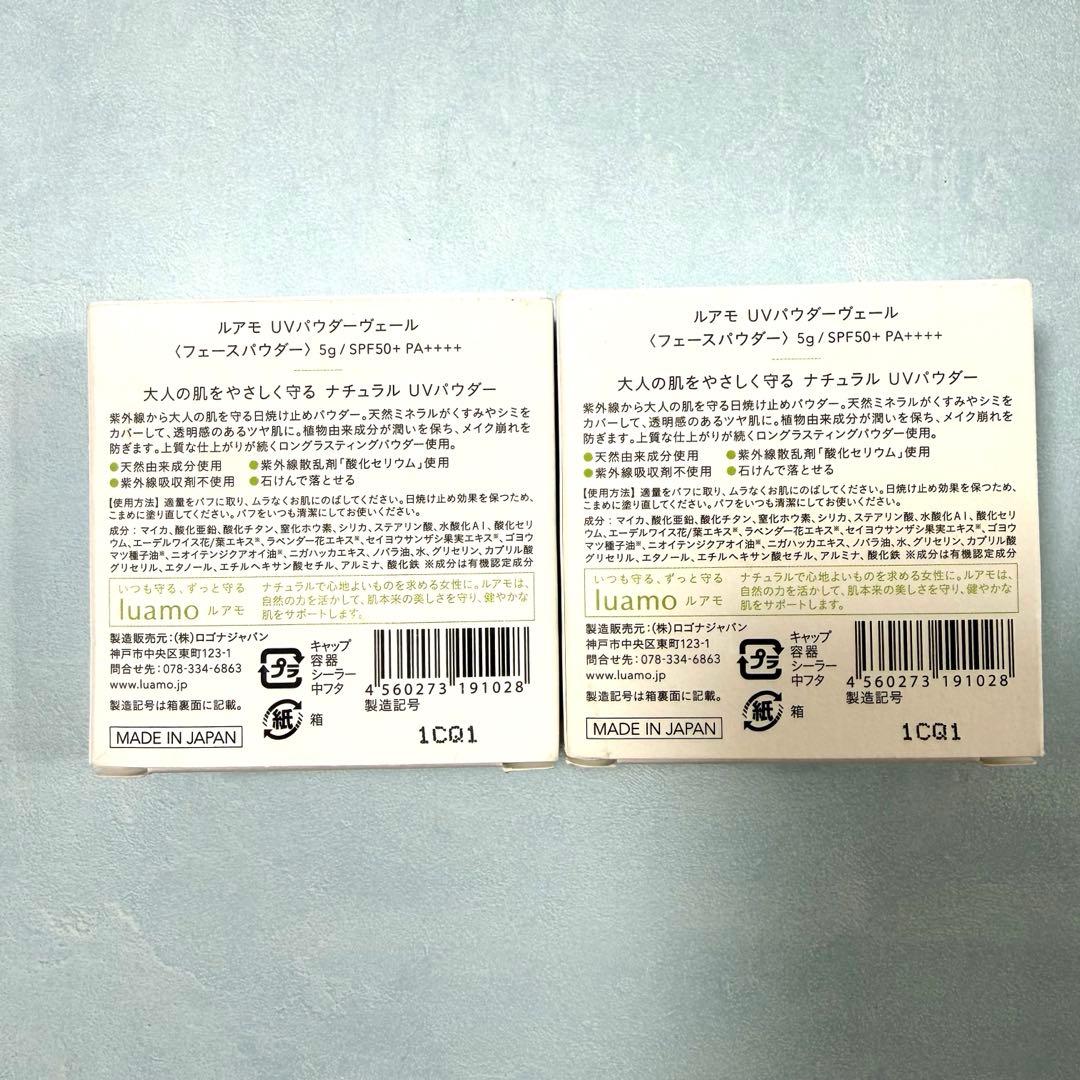 ルアモ UVパウダーヴェール
〈フェースパウダー〉5g / SPF50+ PA++++
大人の肌をやさしく守る ナチュラル UVパウダー
紫外線から大人の肌を守る日焼け止めパウダー。天然ミネラルがくすみやシミを
カバーして、透明感のあるツヤ肌に。植物由来成分が潤いを保ち、メイク崩れを
防ぎます。上質な仕上がりが続くロングラスティングパウダー使用。
●天然由来成分使用 ●紫外線散乱剤「酸化セリウム」使用
●紫外線吸収剤不使用 ●石けんで落とせる
【使用方法】適量をパフに取り、ムラなくお肌にのばしてください。日焼け止め効果を保つため、
こまめに塗り直してください。パフをいつも清潔にしてお使いください。
成分：マイカ、酸化亜鉛、酸化チタン、窒化ホウ素、シリカ、ステアリン酸、水酸化Al、酸化セリ
ウム、エーデルワイス花/葉エキス※、ラベンダー花エキス※、セイヨウサンザシ果実エキス※、ゴヨウ
マツ種子油※、ニオイテンジクアオイ油※、ニガハッカエキス、ノバラ油、水、グリセリン、カプリル酸
グリセリル、エタノール、エチルヘキサン酸セチル、アルミナ、酸化鉄 ※成分は有機認定成分
いつも守る、ずっと守る
luamo ルアモ
ナチュラルで心地よいものを求める女性に。ルアモは、
自然の力を活かして、肌本来の美しさを守り、健やかな
肌をサポートします。
製造販売元：（株）ロゴナジャパン
神戸市中央区東町123-1
問合せ先：078-334-6863
www.luamo.jp
製造記号は箱裏面に記載。
MADE IN JAPAN
プラ
キャップ
容器
シーラー
中フタ
紙
箱
4 560273 191028
製造記号
1CQ1
ルアモ UVパウダーヴェール
〈フェースパウダー〉5g / SPF50+ PA++++
大人の肌をやさしく守る ナチュラル UVパウダー
紫外線から大人の肌を守る日焼け止めパウダー。天然ミネラルがくすみやシミを
カバーして、透明感のあるツヤ肌に。植物由来成分が潤いを保ち、メイク崩れを
防ぎます。上質な仕上がりが続くロングラスティングパウダー使用。
●天然由来成分使用 ●紫外線散乱剤「酸化セリウム」使用
●紫外線吸収剤不使用 ●石けんで落とせる
【使用方法】適量をパフに取り、ムラなくお肌にのばしてください。日焼け止め効果を保つため、
こまめに塗り直してください。パフをいつも清潔にしてお使いください。
成分：マイカ、酸化亜鉛、酸化チタン、窒化ホウ素、シリカ、ステアリン酸、水酸化Al、酸化セリ
ウム、エーデルワイス花/葉エキス※、ラベンダー花エキス※、セイヨウサンザシ果実エキス※、ゴヨウ
マツ種子油※、ニオイテンジクアオイ油※、ニガハッカエキス、ノバラ油、水、グリセリン、カプリル酸
グリセリル、エタノール、エチルヘキサン酸セチル、アルミナ、酸化鉄 ※成分は有機認定成分
いつも守る、ずっと守る
luamo ルアモ
ナチュラルで心地よいものを求める女性に。ルアモは、
自然の力を活かして、肌本来の美しさを守り、健やかな
肌をサポートします。
製造販売元：（株）ロゴナジャパン
神戸市中央区東町123-1
問合せ先：078-334-6863
www.luamo.jp
製造記号は箱裏面に記載。
MADE IN JAPAN
プラ
キャップ
容器
シーラー
中フタ
紙
箱
4 560273 191028
製造記号
1CQ1